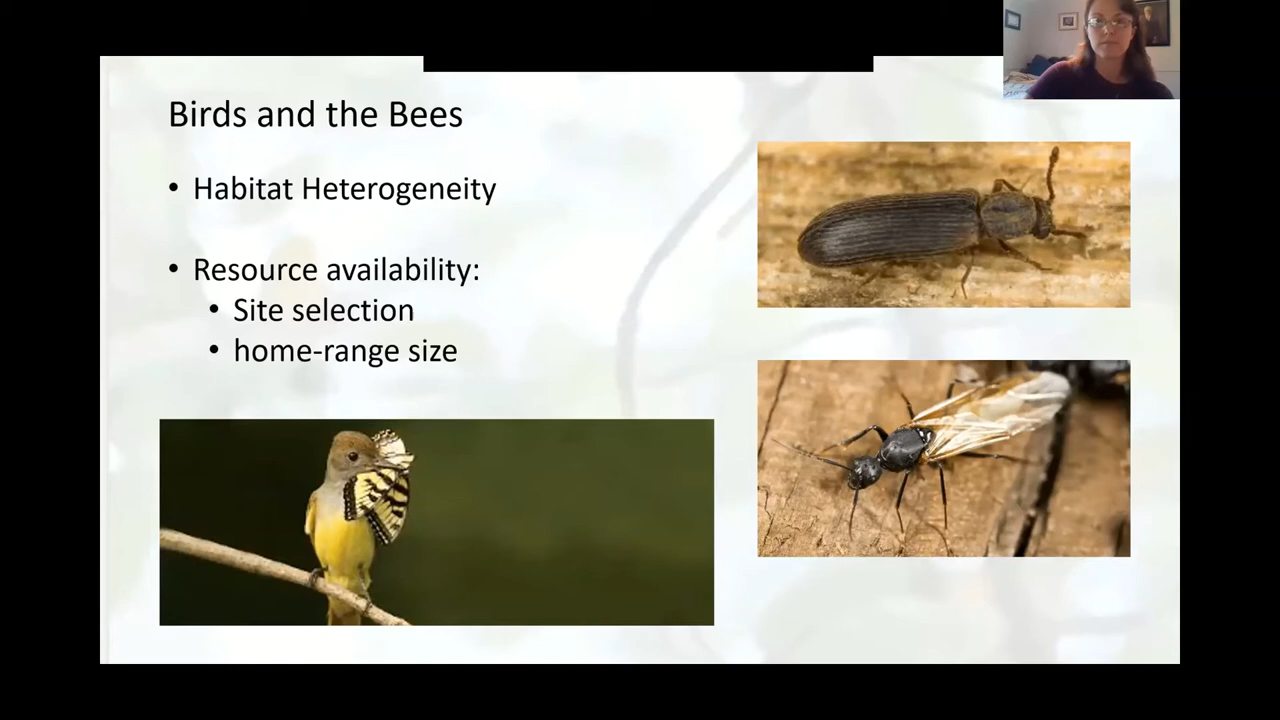 Birds and the Bees
• Habitat Heterogeneity
• Resource availability:
• Site selection
• home-range size